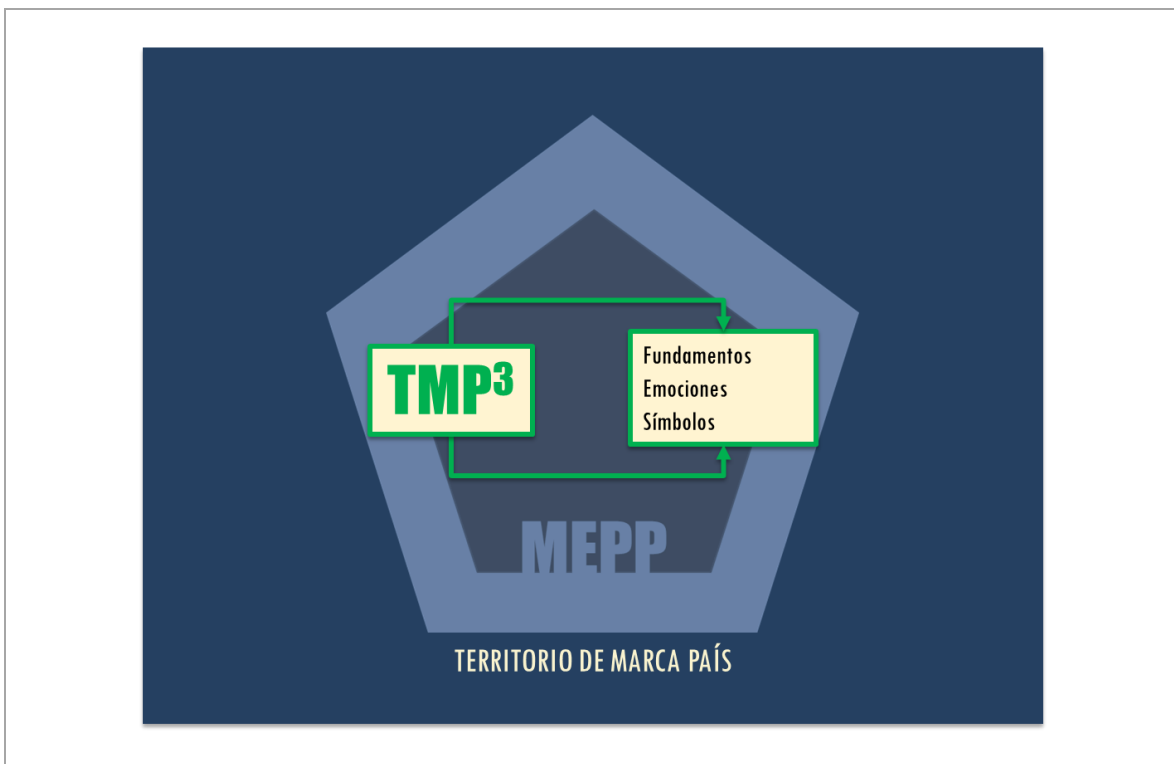 TMP³
Fundamentos
Emociones
Símbolos
MEPP
TERRITORIO DE MARCA PAÍS